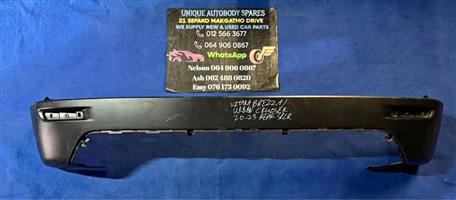 UNIQUE AUTOBODY SPARES
21 SEFAKO MAKGATHO DRIVE
WE SUPPLY NEW & USED CAR PARTS
012 566 3677
064 906 0867
WhatsApp
Nelson 064 906 0867
Ash 062 488 0820
Emy 076 173 0092
VITARA BREZZA/
URBAN CRUISER
20-23 REAR S/CR